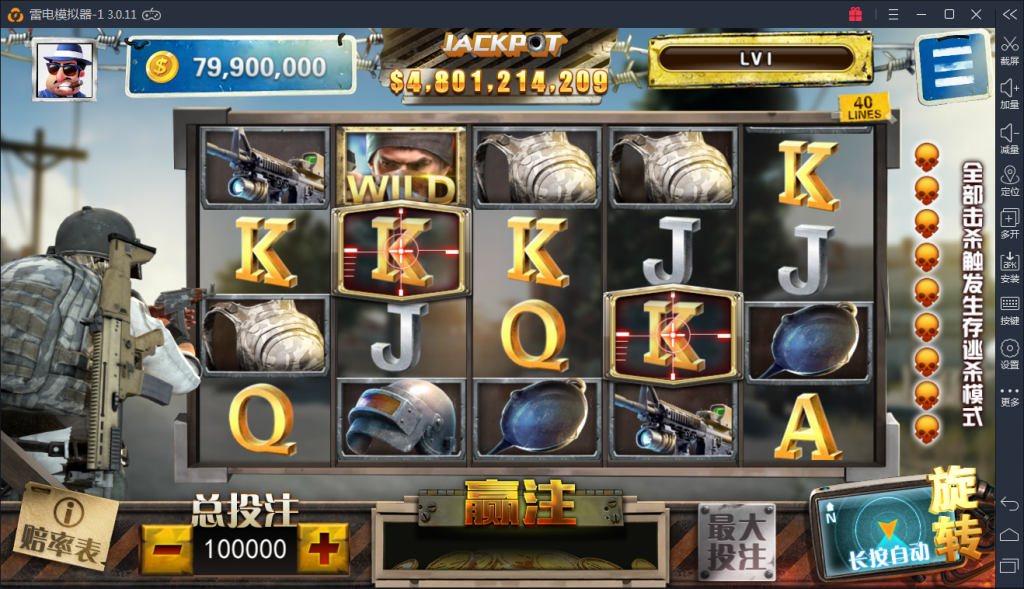 雷电模拟器-1 3.0.11
79,900,000
JACKPOT
$4,801,214,209
LV1
40
LINES
WILD
K
K
K
K
J
J
J
Q
K
Q
A
全部击杀触发生存逃杀模式
赔率表
总投注
100000
赢注
最大
投注
N
长按自动
旋转
截屏
加量
减量
定位
多开
APK
安装
按键
设置
更多